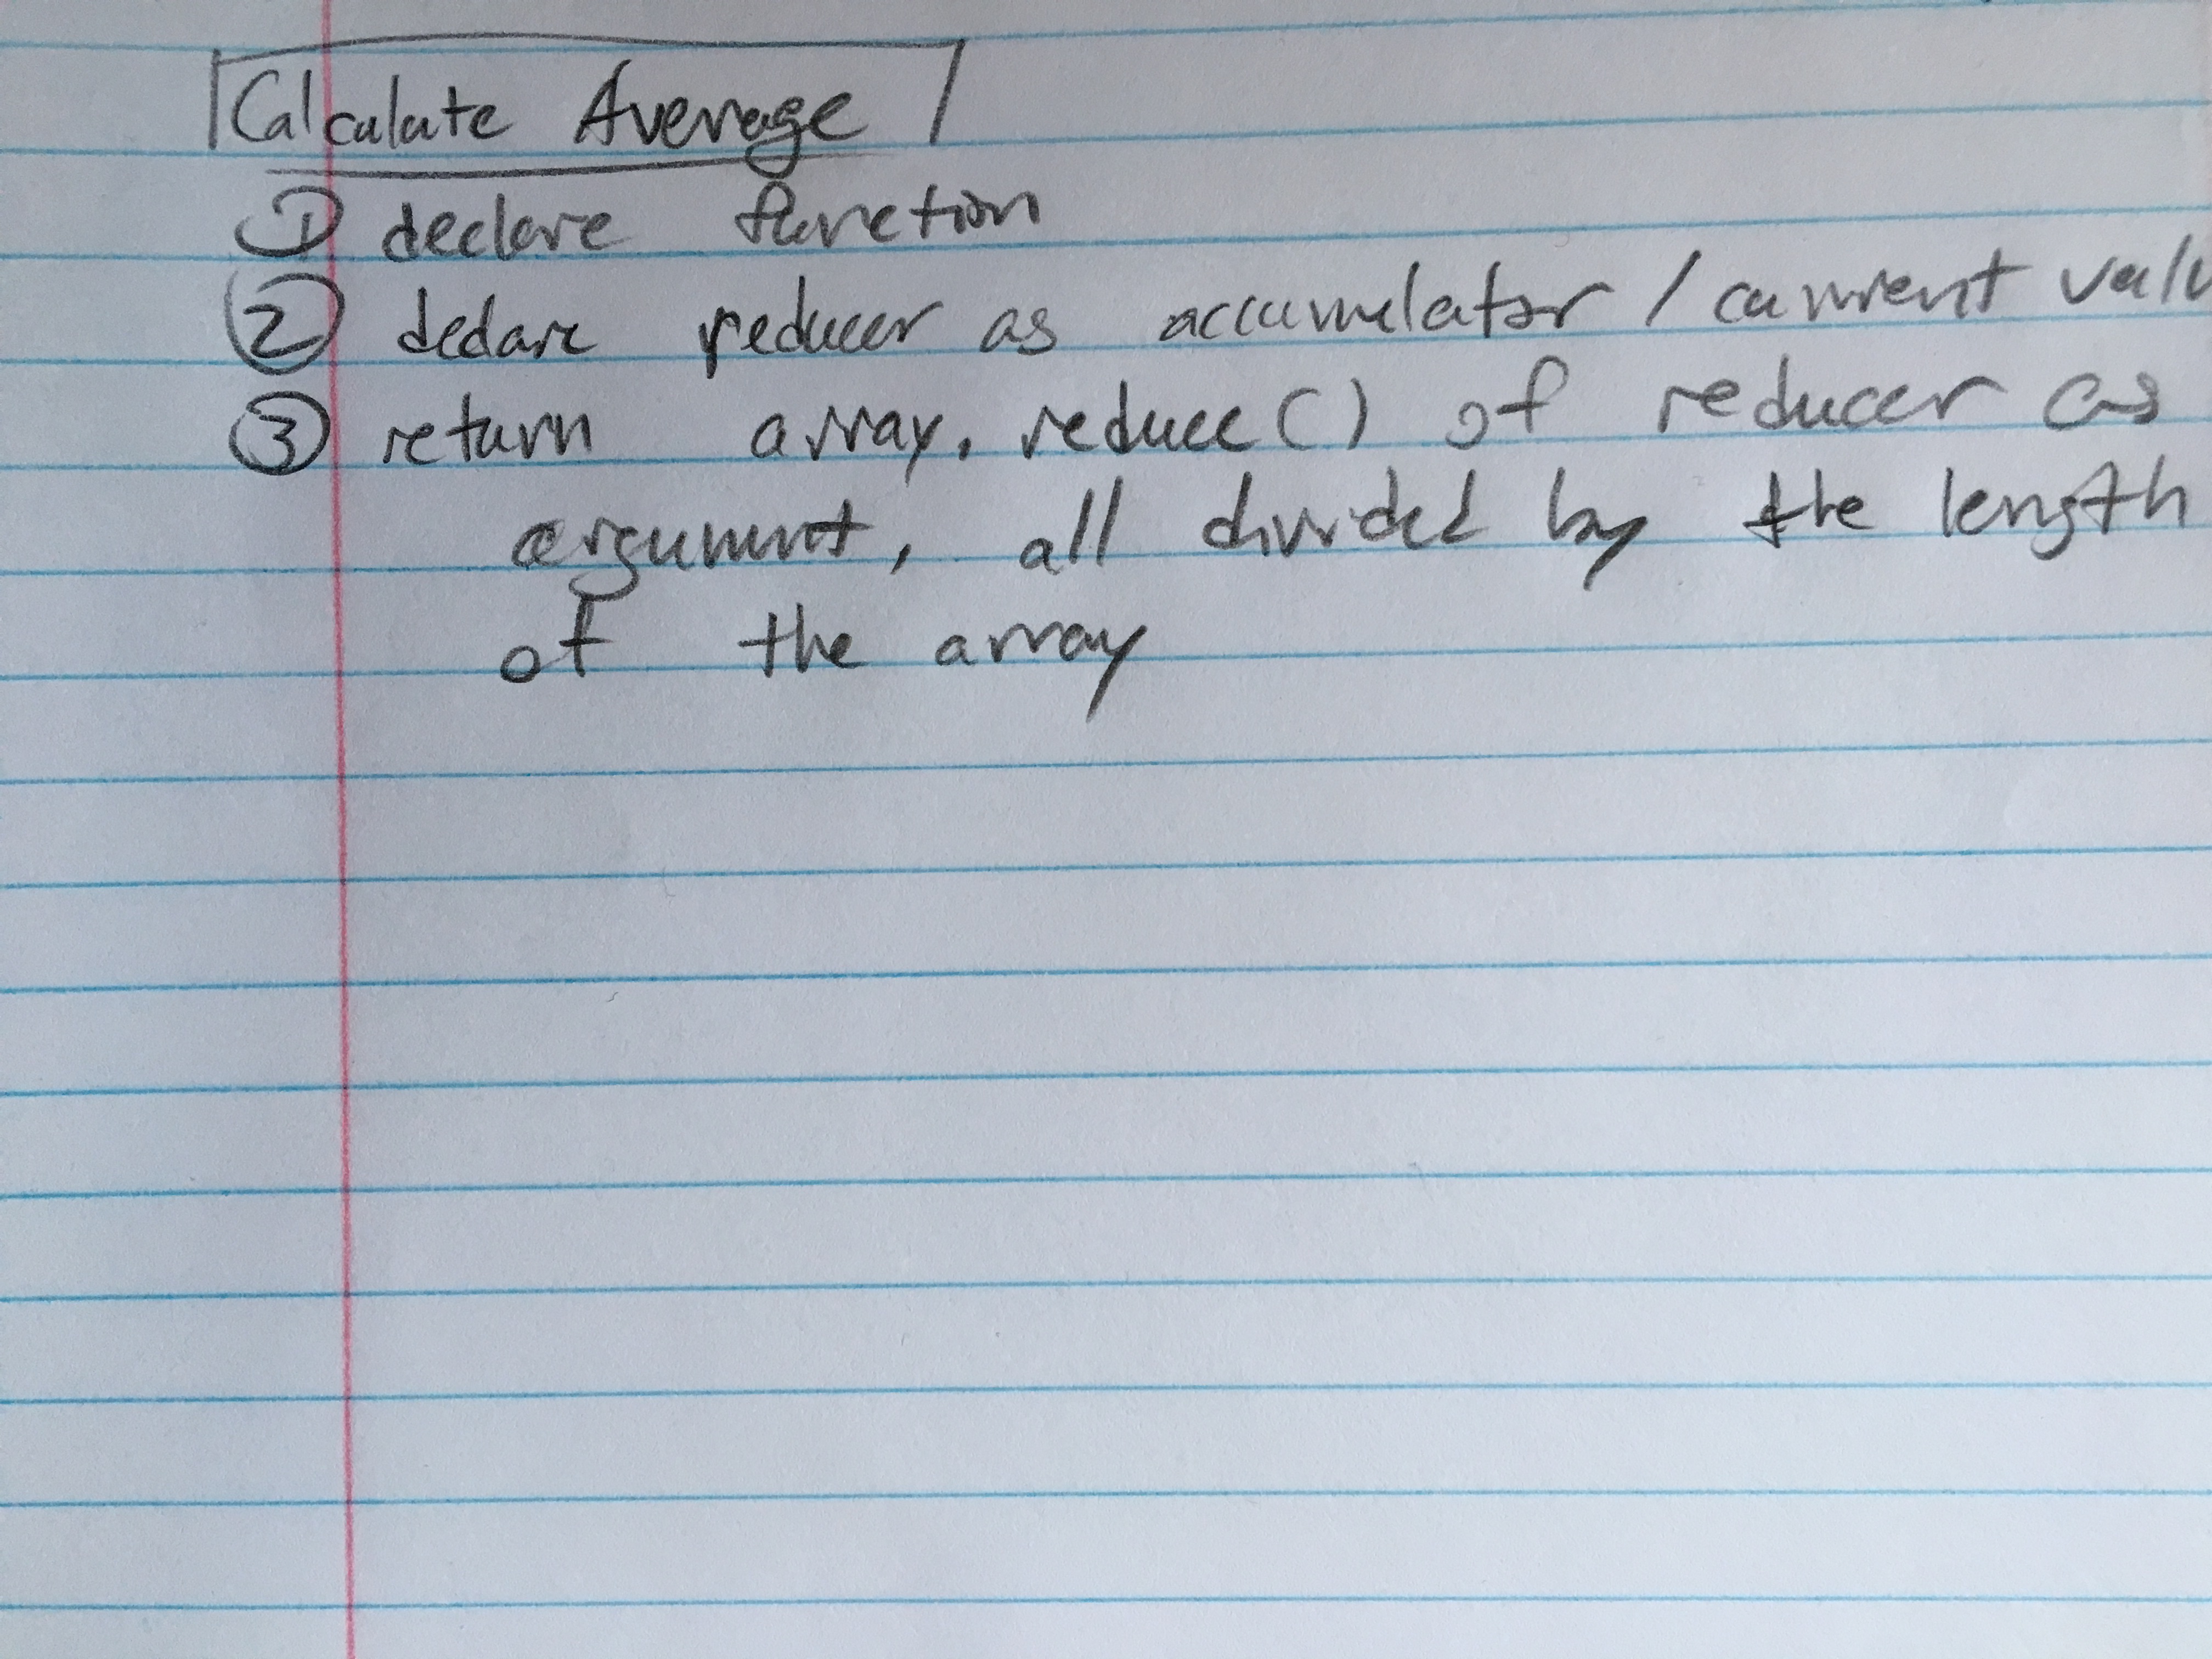 Calculate Average
① declare function
② declare reducer as accumulator / current valu
③ return array.reduce() of reducer as
argument, all divided by the length
of the array